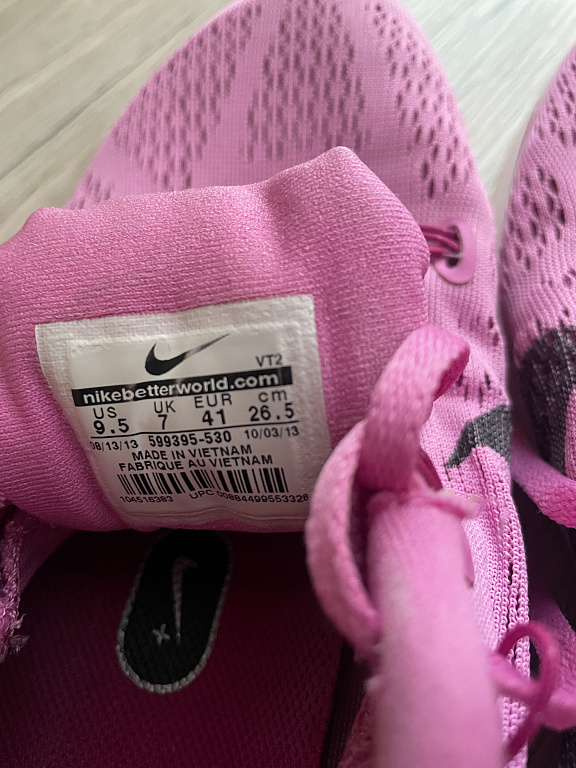 VT2
nikebetterworld.com
US UK EUR cm
9.5 7 41 26.5
08/13/13 599395-530 10/03/13
MADE IN VIETNAM
FABRIQUE AU VIETNAM
104516383 UPC 00884499553326